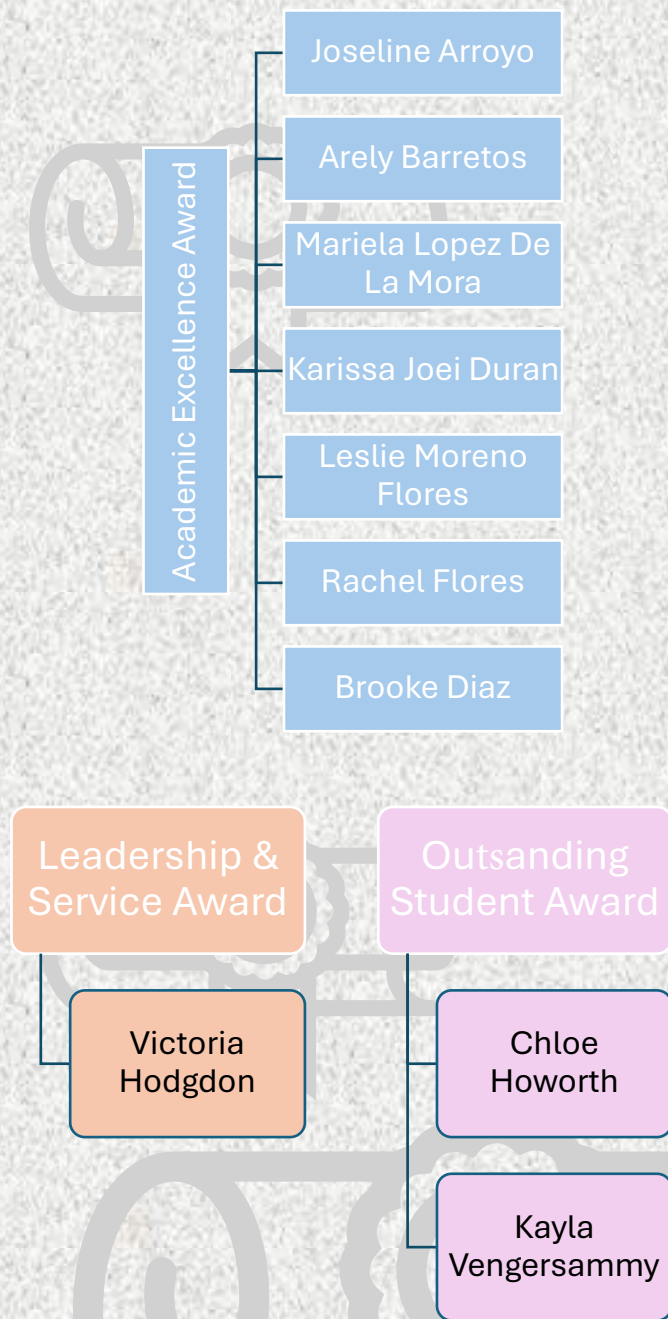 Academic Excellence Award
Joseline Arroyo
Arely Barretos
Mariela Lopez De
La Mora
Karissa Joei Duran
Leslie Moreno
Flores
Rachel Flores
Brooke Diaz
Leadership &
Service Award
Victoria
Hodgdon
Outsanding
Student Award
Chloe
Howorth
Kayla
Vengersammy